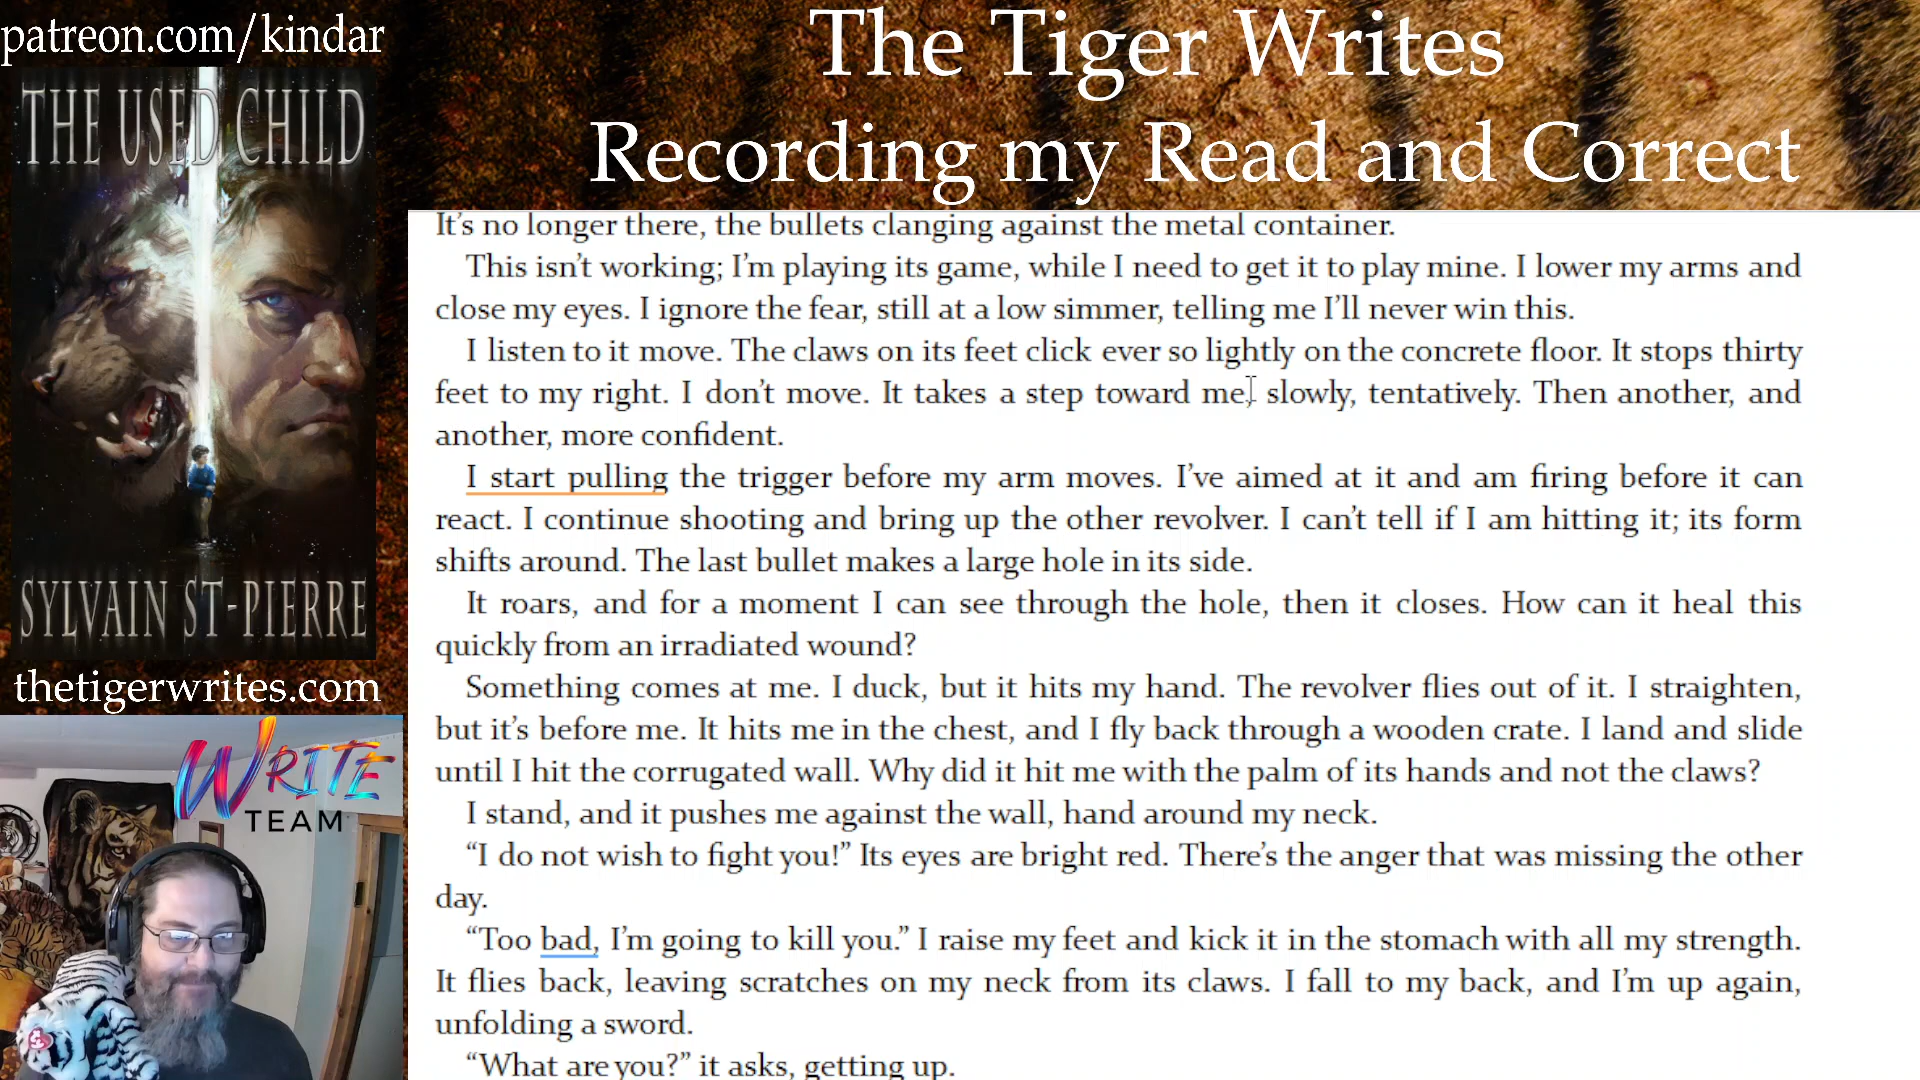 patreon.com/kindar
THE USED CHILD
SYLVAIN ST-PIERRE
thetigerwrites.com
WRITE
TEAM
The Tiger Writes
Recording my Read and Correct
It's no longer there, the bullets clanging against the metal container.
This isn't working; I'm playing its game, while I need to get it to play mine. I lower my arms and
close my eyes. I ignore the fear, still at a low simmer, telling me I'll never win this.
I listen to it move. The claws on its feet click ever so lightly on the concrete floor. It stops thirty
feet to my right. I don't move. It takes a step toward me, slowly, tentatively. Then another, and
another, more confident.
I start pulling the trigger before my arm moves. I've aimed at it and am firing before it can
react. I continue shooting and bring up the other revolver. I can't tell if I am hitting it; its form
shifts around. The last bullet makes a large hole in its side.
It roars, and for a moment I can see through the hole, then it closes. How can it heal this
quickly from an irradiated wound?
Something comes at me. I duck, but it hits my hand. The revolver flies out of it. I straighten,
but it's before me. It hits me in the chest, and I fly back through a wooden crate. I land and slide
until I hit the corrugated wall. Why did it hit me with the palm of its hands and not the claws?
I stand, and it pushes me against the wall, hand around my neck.
“I do not wish to fight you!” Its eyes are bright red. There's the anger that was missing the other
day.
“Too bad, I'm going to kill you.” I raise my feet and kick it in the stomach with all my strength.
It flies back, leaving scratches on my neck from its claws. I fall to my back, and I'm up again,
unfolding a sword.
“What are you?” it asks, getting up.